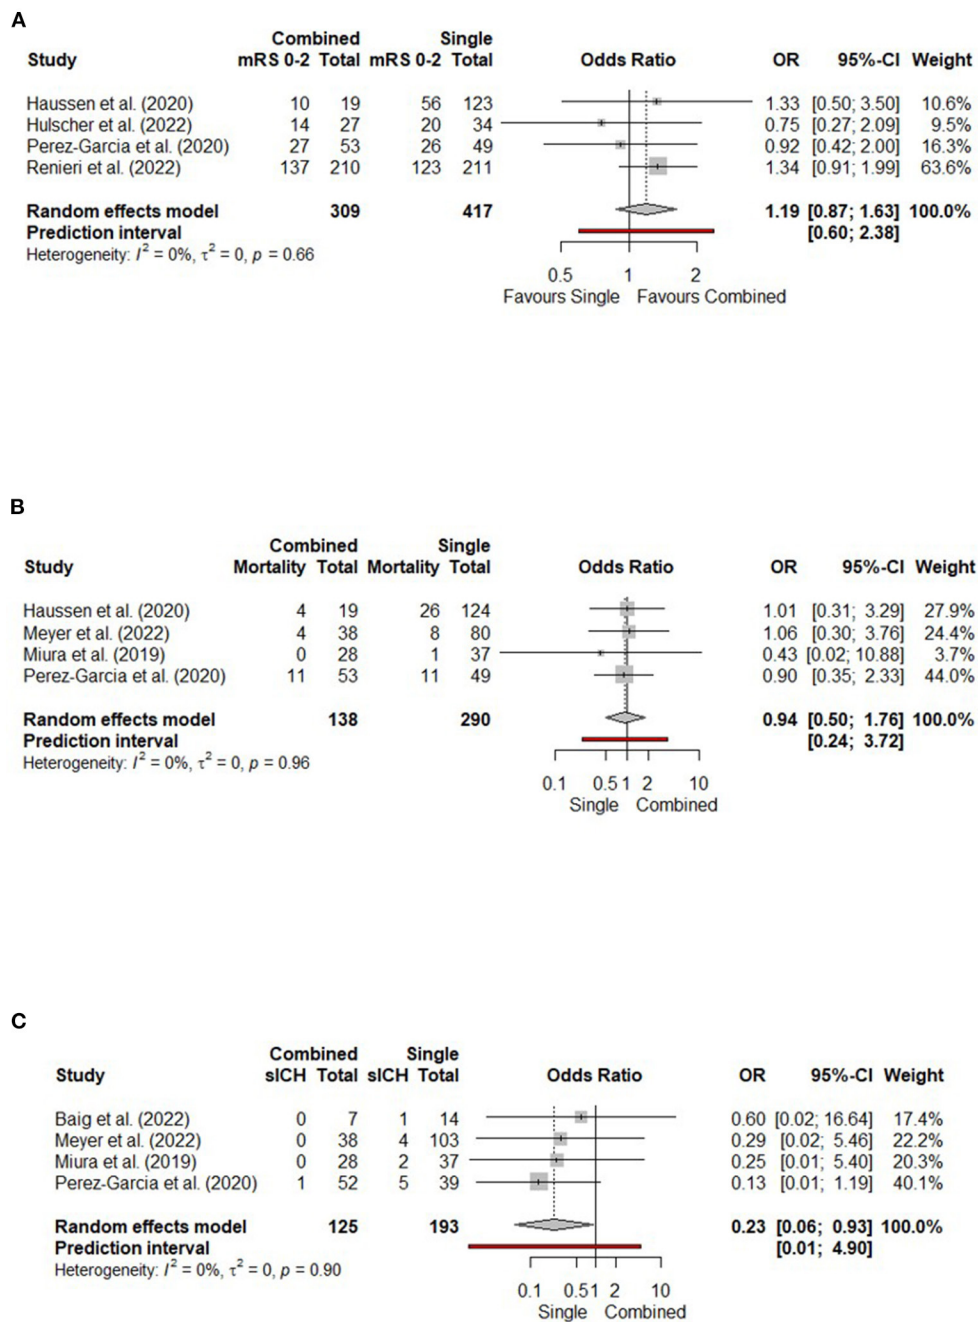 A
Combined Single
Study mRS 0-2 Total mRS 0-2 Total Odds Ratio OR 95%-CI Weight
Haussen et al. (2020) 10 19 56 123 1.33 [0.50; 3.50] 10.6%
Hulscher et al. (2022) 14 27 20 34 0.75 [0.27; 2.09] 9.5%
Perez-Garcia et al. (2020) 27 53 26 49 0.92 [0.42; 2.00] 16.3%
Renieri et al. (2022) 137 210 123 211 1.34 [0.91; 1.99] 63.6%
Random effects model 309 417 1.19 [0.87; 1.63] 100.0%
Prediction interval [0.60; 2.38]
Heterogeneity: I² = 0%, τ² = 0, p = 0.66
0.5 1 2
Favours Single Favours Combined
B
Combined Single
Study Mortality Total Mortality Total Odds Ratio OR 95%-CI Weight
Haussen et al. (2020) 4 19 26 124 1.01 [0.31; 3.29] 27.9%
Meyer et al. (2022) 4 38 8 80 1.06 [0.30; 3.76] 24.4%
Miura et al. (2019) 0 28 1 37 0.43 [0.02; 10.88] 3.7%
Perez-Garcia et al. (2020) 11 53 11 49 0.90 [0.35; 2.33] 44.0%
Random effects model 138 290 0.94 [0.50; 1.76] 100.0%
Prediction interval [0.24; 3.72]
Heterogeneity: I² = 0%, τ² = 0, p = 0.96
0.1 0.5 1 2 10
Single Combined
C
Combined Single
Study sICH Total sICH Total Odds Ratio OR 95%-CI Weight
Baig et al. (2022) 0 7 1 14 0.60 [0.02; 16.64] 17.4%
Meyer et al. (2022) 0 38 4 103 0.29 [0.02; 5.46] 22.2%
Miura et al. (2019) 0 28 2 37 0.25 [0.01; 5.40] 20.3%
Perez-Garcia et al. (2020) 1 52 5 39 0.13 [0.01; 1.19] 40.1%
Random effects model 125 193 0.23 [0.06; 0.93] 100.0%
Prediction interval [0.01; 4.90]
Heterogeneity: I² = 0%, τ² = 0, p = 0.90
0.1 0.5 1 2 10
Single Combined